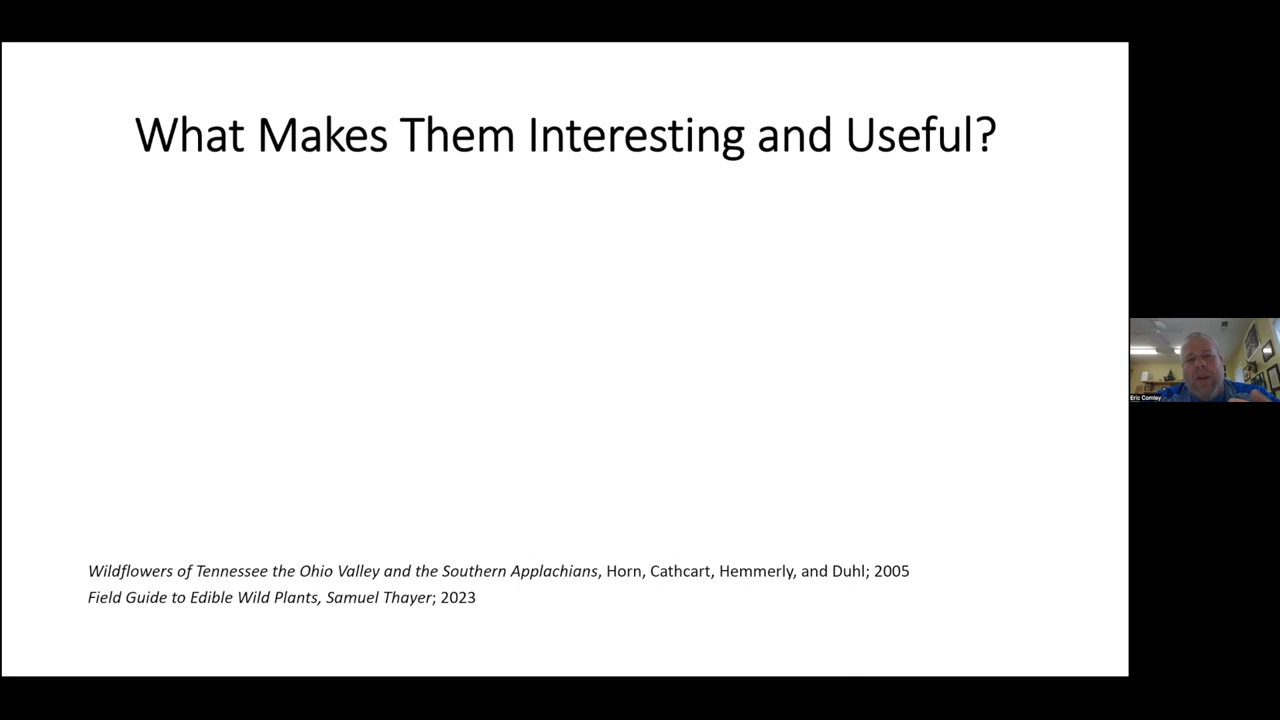 What Makes Them Interesting and Useful?
Eric Comley
Wildflowers of Tennessee the Ohio Valley and the Southern Applachians, Horn, Cathcart, Hemmerly, and Duhl; 2005
Field Guide to Edible Wild Plants, Samuel Thayer; 2023